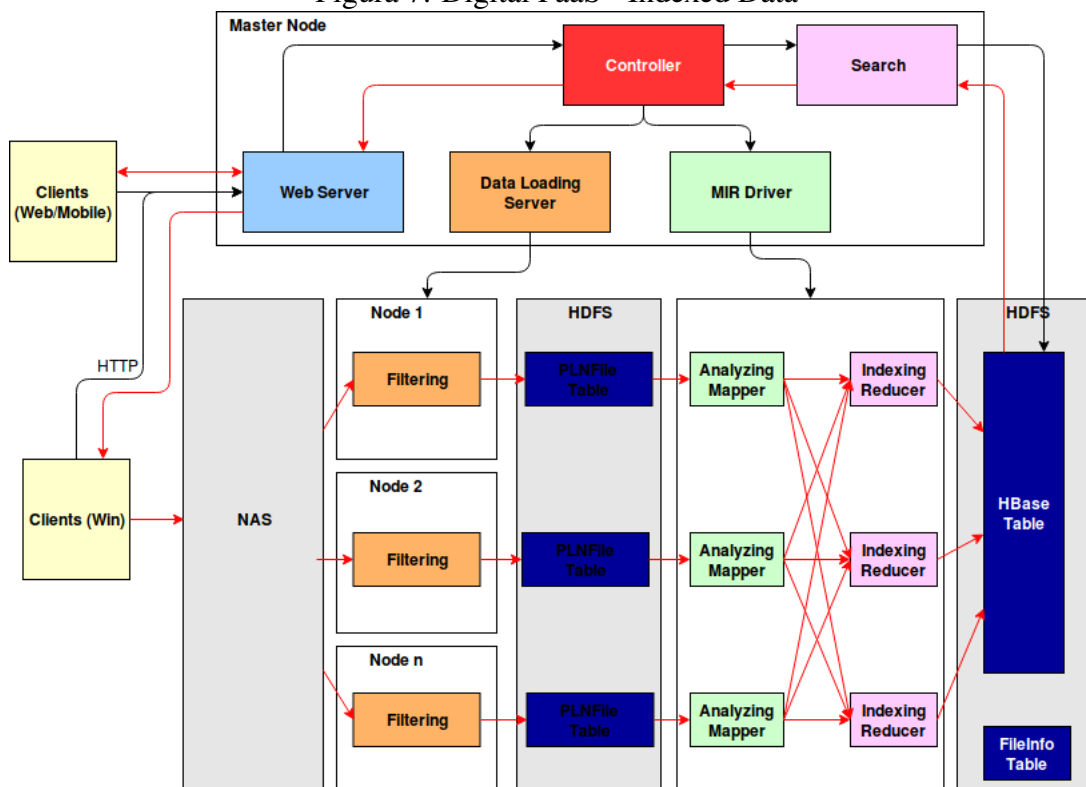 Figura 7: Digital PaaS - Indexed Data
Master Node
Controller
Search
Clients
(Web/Mobile)
Web Server
Data Loading
Server
MIR Driver
HTTP
Clients (Win)
NAS
Node 1
Filtering
Node 2
Filtering
Node n
Filtering
HDFS
PLNFile
Table
PLNFile
Table
PLNFile
Table
Analyzing
Mapper
Analyzing
Mapper
Analyzing
Mapper
Indexing
Reducer
Indexing
Reducer
Indexing
Reducer
HDFS
HBase
Table
FileInfo
Table